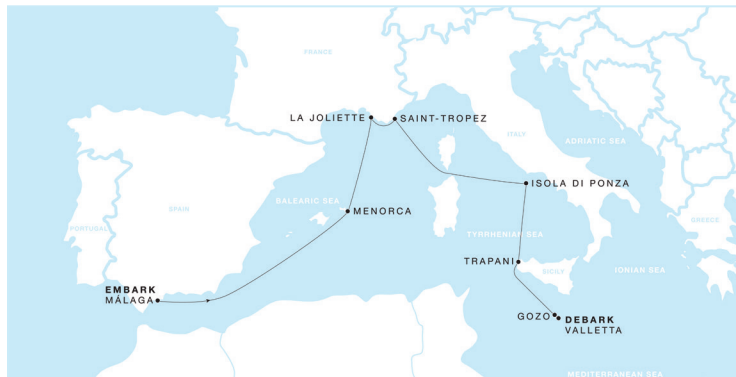 FRANCE
LA JOLIETTE
SAINT-TROPEZ
ITALY
ADRIATIC SEA
ISOLA DI PONZA
BALEARIC SEA
MENORCA
SPAIN
PORTUGAL
GREECE
TYRRHENIAN SEA
TRAPANI
SICILY
IONIAN SEA
EMBARK
MÁLAGA
GOZO
DEBARK
VALLETTA
MEDITERRANEAN SEA